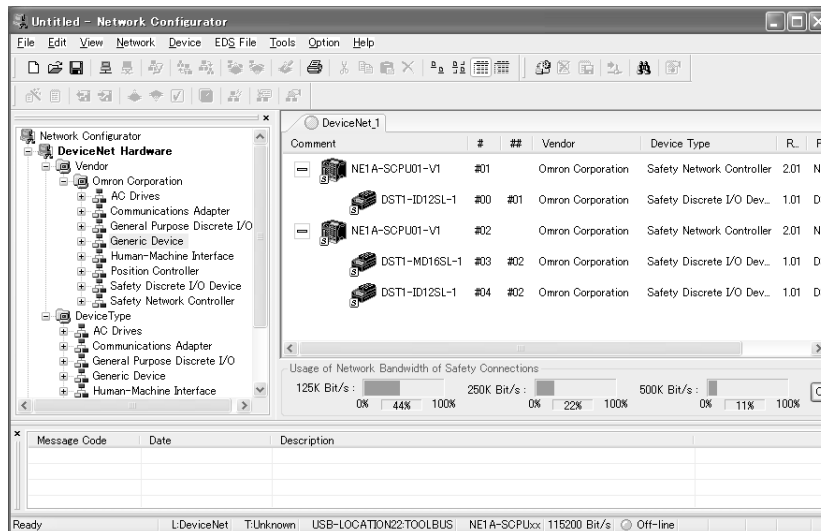 Untitled - Network Configurator
File Edit View Network Device EDS File Tools Option Help
Network Configurator
DeviceNet Hardware
Vendor
Omron Corporation
AC Drives
Communications Adapter
General Purpose Discrete I/O
Generic Device
Human-Machine Interface
Position Controller
Safety Discrete I/O Device
Safety Network Controller
DeviceType
AC Drives
Communications Adapter
General Purpose Discrete I/O
Generic Device
Human-Machine Interface
DeviceNet_1
Comment # ## Vendor Device Type R...
NE1A-SCPU01-V1 #01 Omron Corporation Safety Network Controller 2.01 N
DST1-ID12SL-1 #00 #01 Omron Corporation Safety Discrete I/O Dev... 1.01 D
NE1A-SCPU01-V1 #02 Omron Corporation Safety Network Controller 2.01 N
DST1-MD16SL-1 #03 #02 Omron Corporation Safety Discrete I/O Dev... 1.01 D
DST1-ID12SL-1 #04 #02 Omron Corporation Safety Discrete I/O Dev... 1.01 D
Usage of Network Bandwidth of Safety Connections
125K Bit/s : 250K Bit/s : 500K Bit/s :
0% 44% 100% 0% 22% 100% 0% 11% 100%
Message Code Date Description
Ready L:DeviceNet T:Unknown USB-LOCATION22:TOOLBUS NE1A-SCPUxx 115200 Bit/s Off-line